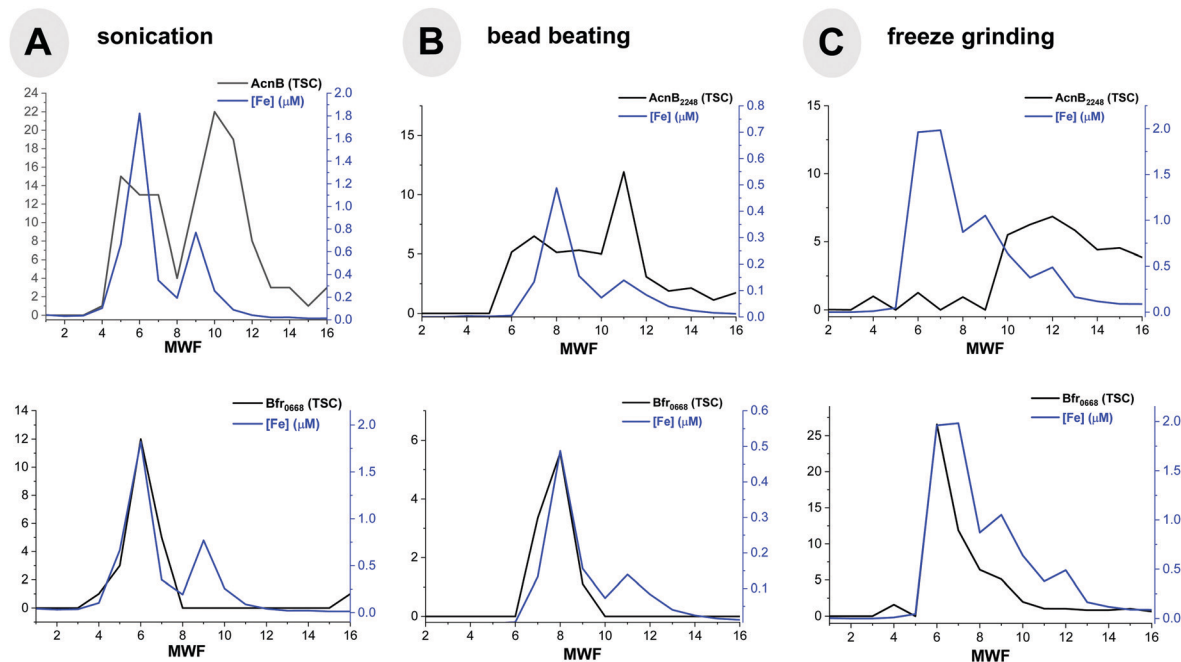 A sonication
B bead beating
C freeze grinding
AcnB (TSC)
[Fe] (μM)
24
22
20
18
16
14
12
10
8
6
4
2
0
2.0
1.8
1.6
1.4
1.2
1.0
0.8
0.6
0.4
0.2
0.0
2 4 6 8 10 12 14 16
MWF
AcnB2248 (TSC)
[Fe] (μM)
15
10
5
0
0.8
0.7
0.6
0.5
0.4
0.3
0.2
0.1
0.0
2 4 6 8 10 12 14 16
MWF
AcnB2248 (TSC)
[Fe] (μM)
15
10
5
0
2.0
1.5
1.0
0.5
0.0
2 4 6 8 10 12 14 16
MWF
Bfr0668 (TSC)
[Fe] (μM)
14
12
10
8
6
4
2
0
2.0
1.5
1.0
0.5
0.0
2 4 6 8 10 12 14 16
MWF
Bfr0668 (TSC)
[Fe] (μM)
6
4
2
0
0.6
0.5
0.4
0.3
0.2
0.1
2 4 6 8 10 12 14 16
MWF
Bfr0668 (TSC)
[Fe] (μM)
25
20
15
10
5
0
2.0
1.5
1.0
0.5
0.0
2 4 6 8 10 12 14 16
MWF